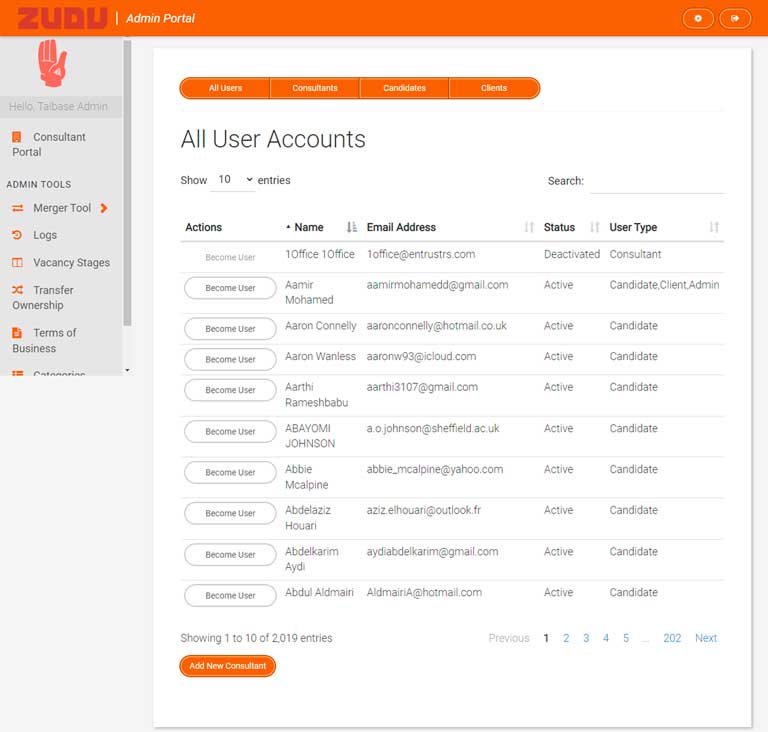 ZUDU | Admin Portal
Hello, Talbase Admin
Consultant
Portal
ADMIN TOOLS
Merger Tool
Logs
Vacancy Stages
Transfer
Ownership
Terms of
Business
Categories
All Users Consultants Candidates Clients
All User Accounts
Show 10 entries Search:
Actions Name Email Address Status User Type
Become User 1Office 1Office 1office@entrustrs.com Deactivated Consultant
Become User Aamir aamirmohamedd@gmail.com Active Candidate,Client,Admin
Mohamed
Become User Aaron Connelly aaronconnelly@hotmail.co.uk Active Candidate
Become User Aaron Wanless aaronw93@icloud.com Active Candidate
Become User Aarthi aarthi3107@gmail.com Active Candidate
Rameshbabu
Become User ABAYOMI a.o.johnson@sheffield.ac.uk Active Candidate
JOHNSON
Become User Abbie abbie_mcalpine@yahoo.com Active Candidate
Mcalpine
Become User Abdelaziz aziz.elhouari@outlook.fr Active Candidate
Houari
Become User Abdelkarim aydiabdelkarim@gmail.com Active Candidate
Aydi
Become User Abdul Aldmairi AldmairiA@hotmail.com Active Candidate
Showing 1 to 10 of 2,019 entries Previous 1 2 3 4 5 ... 202 Next
Add New Consultant